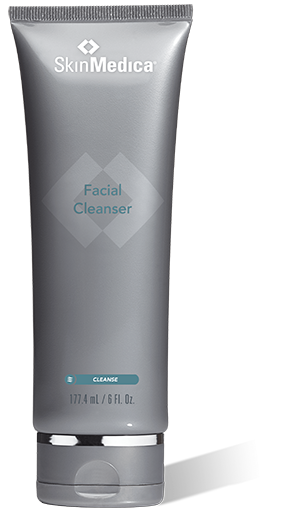 SkinMedica®
Facial
Cleanser
CLEANSE
177.4 mL / 6 Fl. Oz.